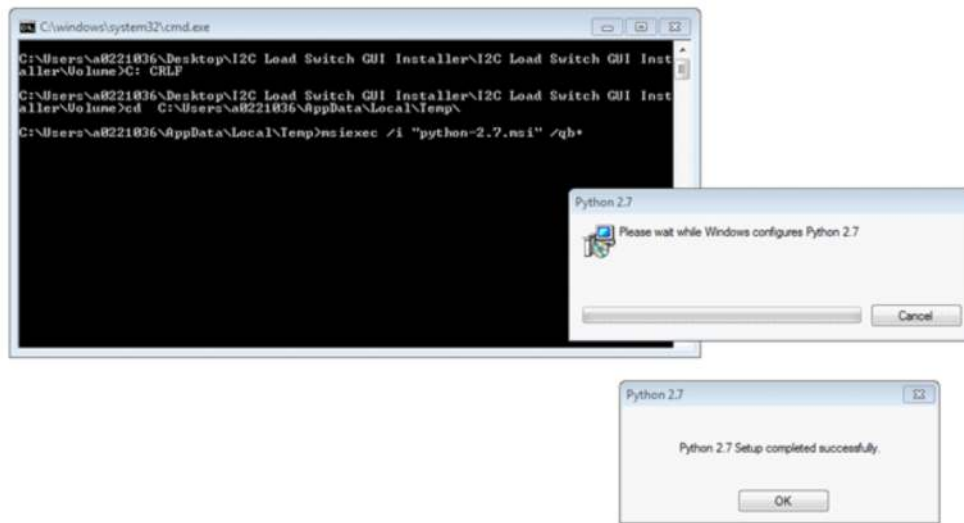 C:\windows\system32\cmd.exe
C:\Users\a0221036\Desktop\I2C Load Switch GUI Installer\I2C Load Switch GUI Inst
aller\Volume>C: CRLF
C:\Users\a0221036\Desktop\I2C Load Switch GUI Installer\I2C Load Switch GUI Inst
aller\Volume>cd  C:\Users\a0221036\AppData\Local\Temp\
C:\Users\a0221036\AppData\Local\Temp>msiexec /i "python-2.7.msi" /qb*
Python 2.7
Please wait while Windows configures Python 2.7
Cancel
Python 2.7
Python 2.7 Setup completed successfully.
OK